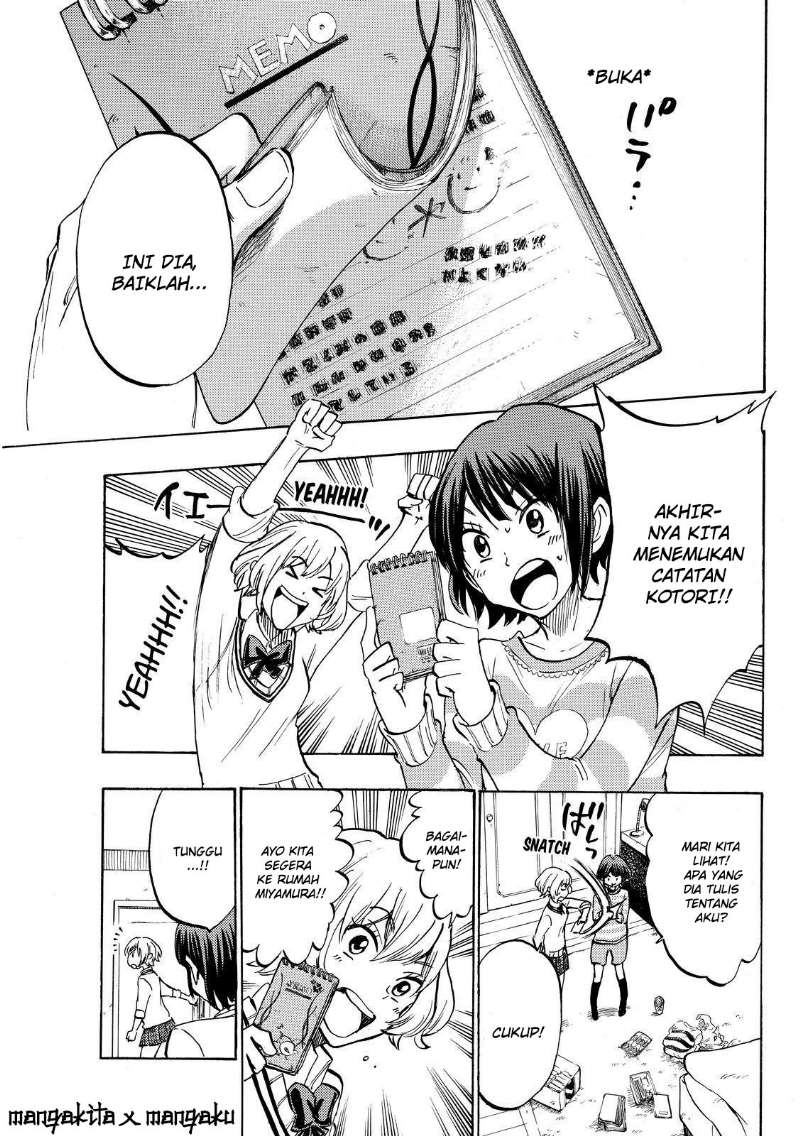 *BUKA*
パラ…
MEMO
INI DIA,
BAIKLAH...
AKHIR-
NYA KITA
MENEMUKAN
CATATAN
KOTORI!!
YEAHHH!
イエー
YEAHHH!!
MARI KITA
LIHAT!
APA YANG
DIA TULIS
TENTANG
AKU?
ばしっ
SNATCH
CUKUP!
BAGAI-
MANA-
PUN!
AYO KITA
SEGERA
KE RUMAH
MIYAMURA!!
MEMO
TUNGGU
...!!
mangakita x mangaku